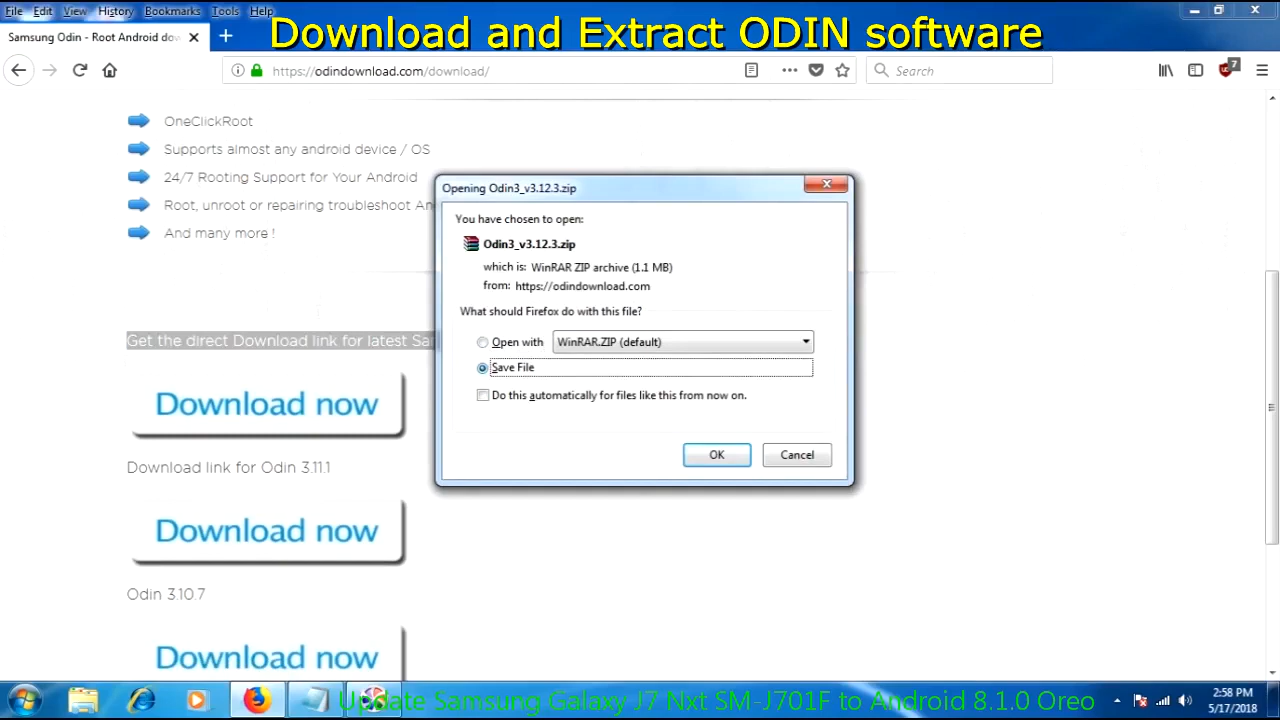 File Edit View History Bookmarks Tools Help
Download and Extract ODIN software
Samsung Odin - Root Android dow
https://odindownload.com/download/
Search
7
OneClickRoot
Supports almost any android device / OS
24/7 Rooting Support for Your Android
Root, unroot or repairing troubleshoot An
And many more !
Opening Odin3_v3.12.3.zip
You have chosen to open:
Odin3_v3.12.3.zip
which is: WinRAR ZIP archive (1.1 MB)
from: https://odindownload.com
What should Firefox do with this file?
Open with WinRAR.ZIP (default)
Save File
Do this automatically for files like this from now on.
OK Cancel
Get the direct Download link for latest Sa
Download now
Download link for Odin 3.11.1
Download now
Odin 3.10.7
Download now
Update Samsung Galaxy J7 Nxt SM-J701F to Android 8.1.0 Oreo
2:58 PM
5/17/2018